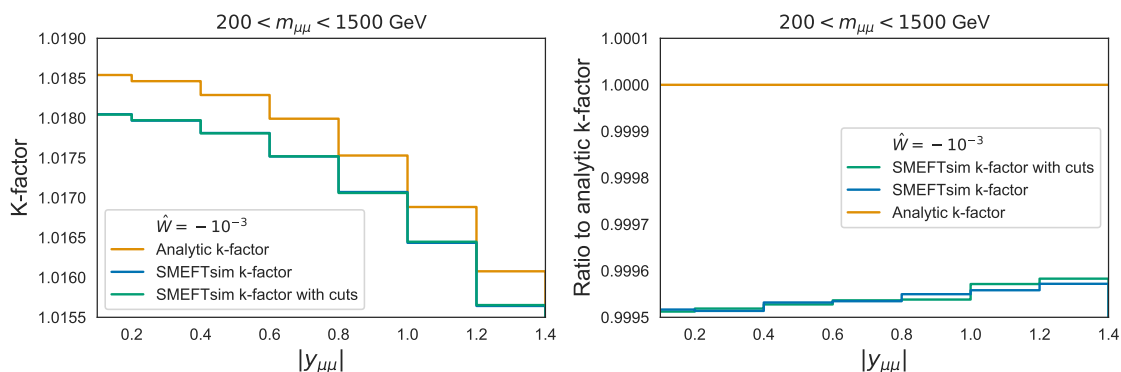 200 < m_μμ < 1500 GeV
K-factor
1.0190
1.0185
1.0180
1.0175
1.0170
1.0165
1.0160
1.0155
Ŵ = − 10⁻³
Analytic k-factor
SMEFTsim k-factor
SMEFTsim k-factor with cuts
0.2 0.4 0.6 0.8 1.0 1.2 1.4
|y_μμ|
200 < m_μμ < 1500 GeV
Ratio to analytic k-factor
1.0001
1.0000
0.9999
0.9998
0.9997
0.9996
0.9995
Ŵ = − 10⁻³
SMEFTsim k-factor with cuts
SMEFTsim k-factor
Analytic k-factor
0.2 0.4 0.6 0.8 1.0 1.2 1.4
|y_μμ|